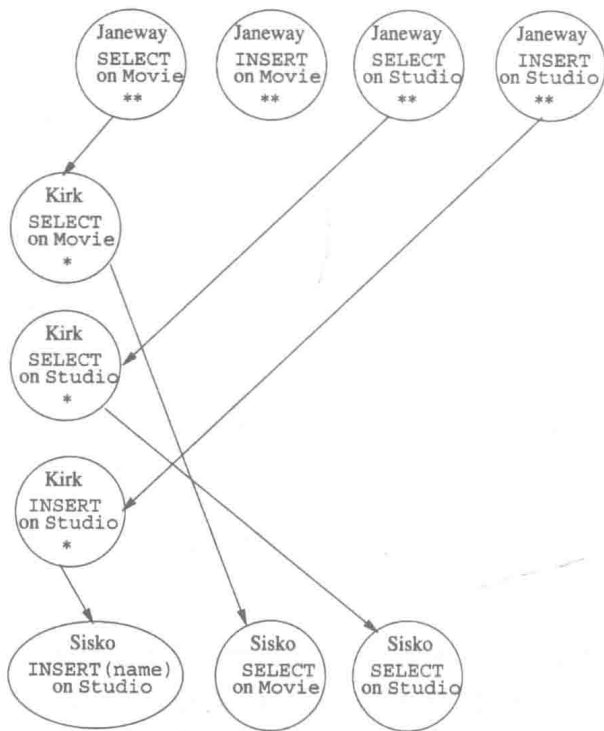 Janeway
SELECT
on Movie
**
Janeway
INSERT
on Movie
**
Janeway
SELECT
on Studio
**
Janeway
INSERT
on Studio
**
Kirk
SELECT
on Movie
*
Kirk
SELECT
on Studio
*
Kirk
INSERT
on Studio
*
Sisko
INSERT(name)
on Studio
Sisko
SELECT
on Movie
Sisko
SELECT
on Studio